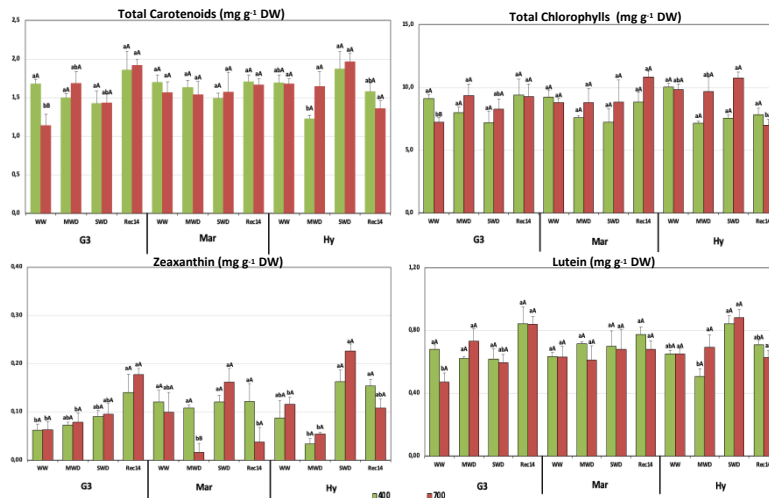 Total Carotenoids (mg g-1 DW)
2,5
2,0
1,5
1,0
0,5
0,0
aA bB aA aA aA aA aA aA
aA aA aA aA aA aA aA aA
aA aA bA aA aA aA abA aA
WW MWD SWD Rec14 WW MWD SWD Rec14 WW MWD SWD Rec14
G3 Mar Hy
Total Chlorophylls (mg g-1 DW)
15,0
10,0
5,0
0,0
aA bB aA aA aA abA aA aA
aA aA aA aA aA aA aA aA
aA abA aA abA aA aA aA
WW MWD SWD Rec14 WW MWD SWD Rec14 WW MWD SWD Rec14
G3 Mar Hy
Zeaxanthin (mg g-1 DW)
0,40
0,30
0,20
0,10
0,00
bA bA abA bA abA abA aA aA
aA abA aA bB aA aA aA abA
abA bA bA bA aA aA aA abA
WW MWD SWD Rec14 WW MWD SWD Rec14 WW MWD SWD Rec14
G3 Mar Hy
Lutein (mg g-1 DW)
1,20
0,80
0,40
0,00
aA bB aA aA aA abA aA aA
aA aA aA aA aA aA aA aA
abA abA bA aA aA aA abA
WW MWD SWD Rec14 WW MWD SWD Rec14 WW MWD SWD Rec14
G3 Mar Hy
400 700